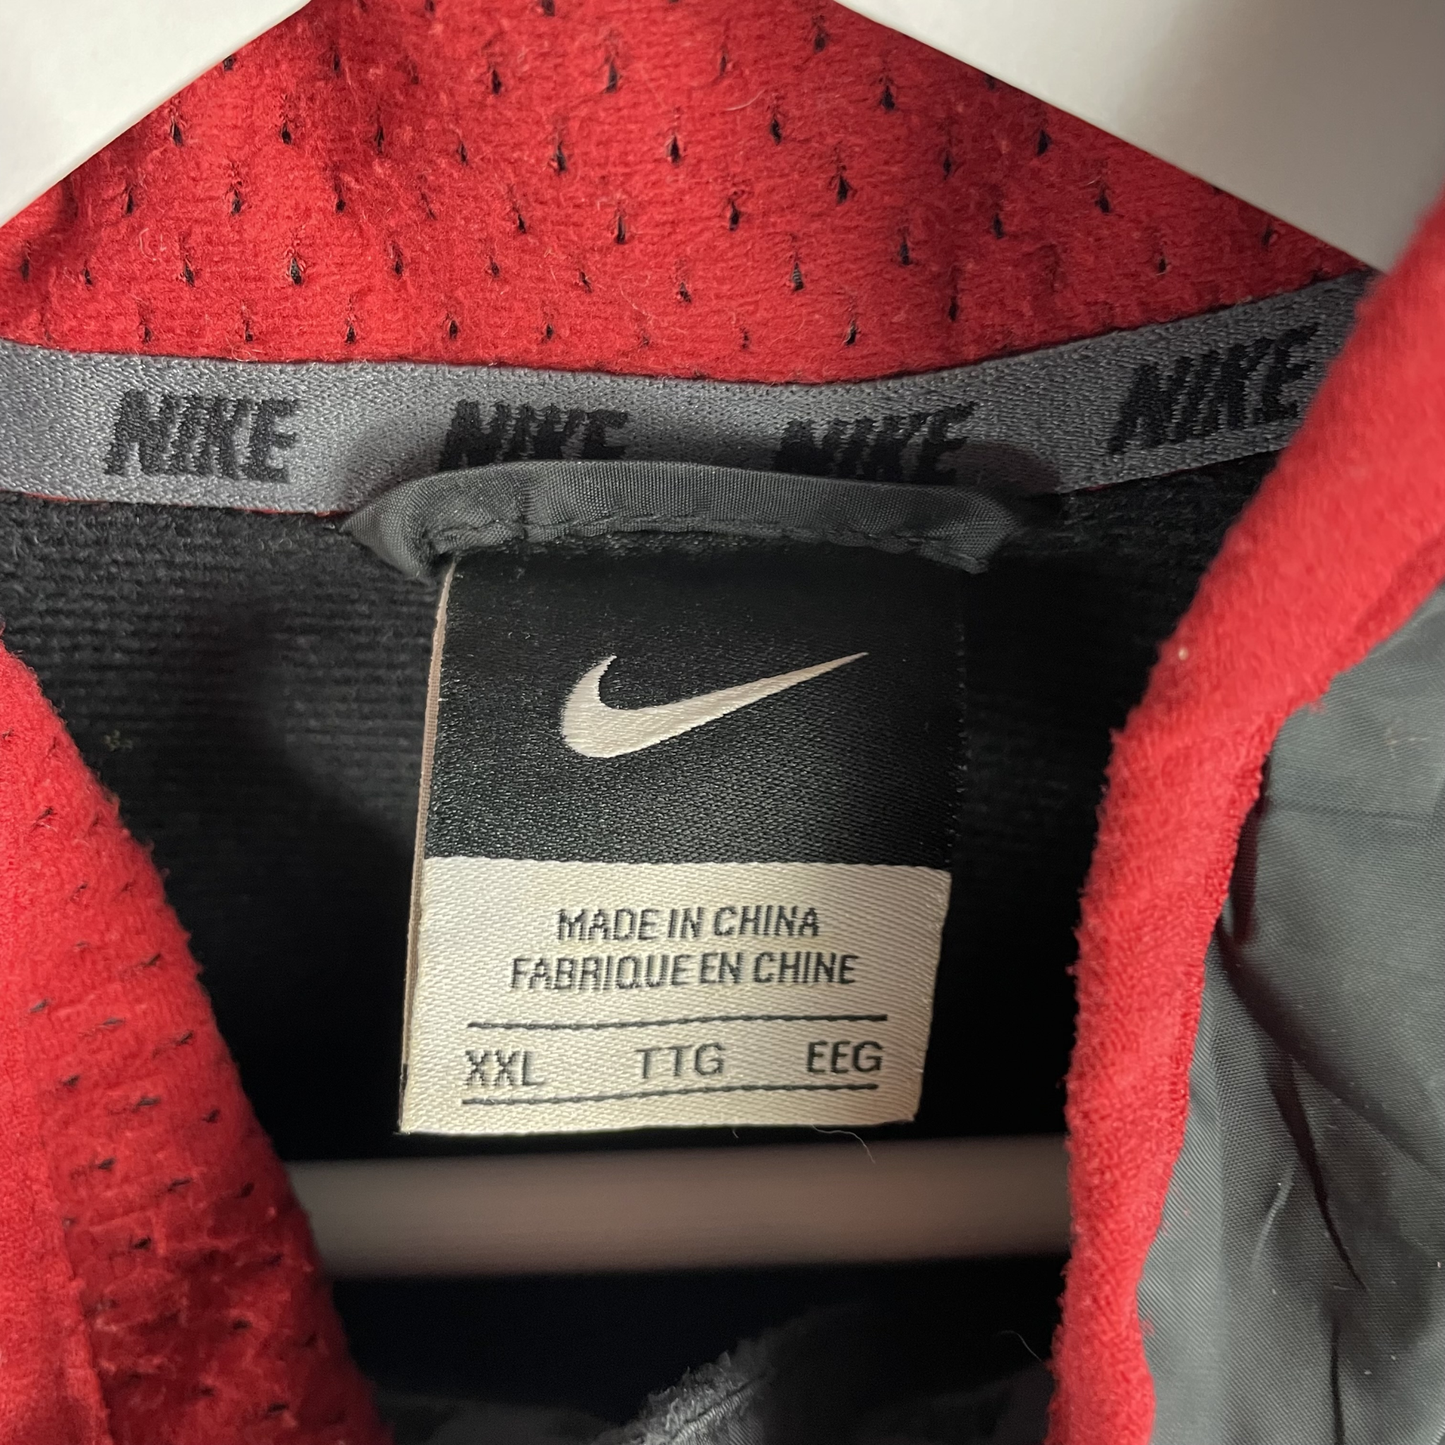 NIKE NIKE NIKE NIKE
MADE IN CHINA
FABRIQUE EN CHINE
XXL TTG EEG